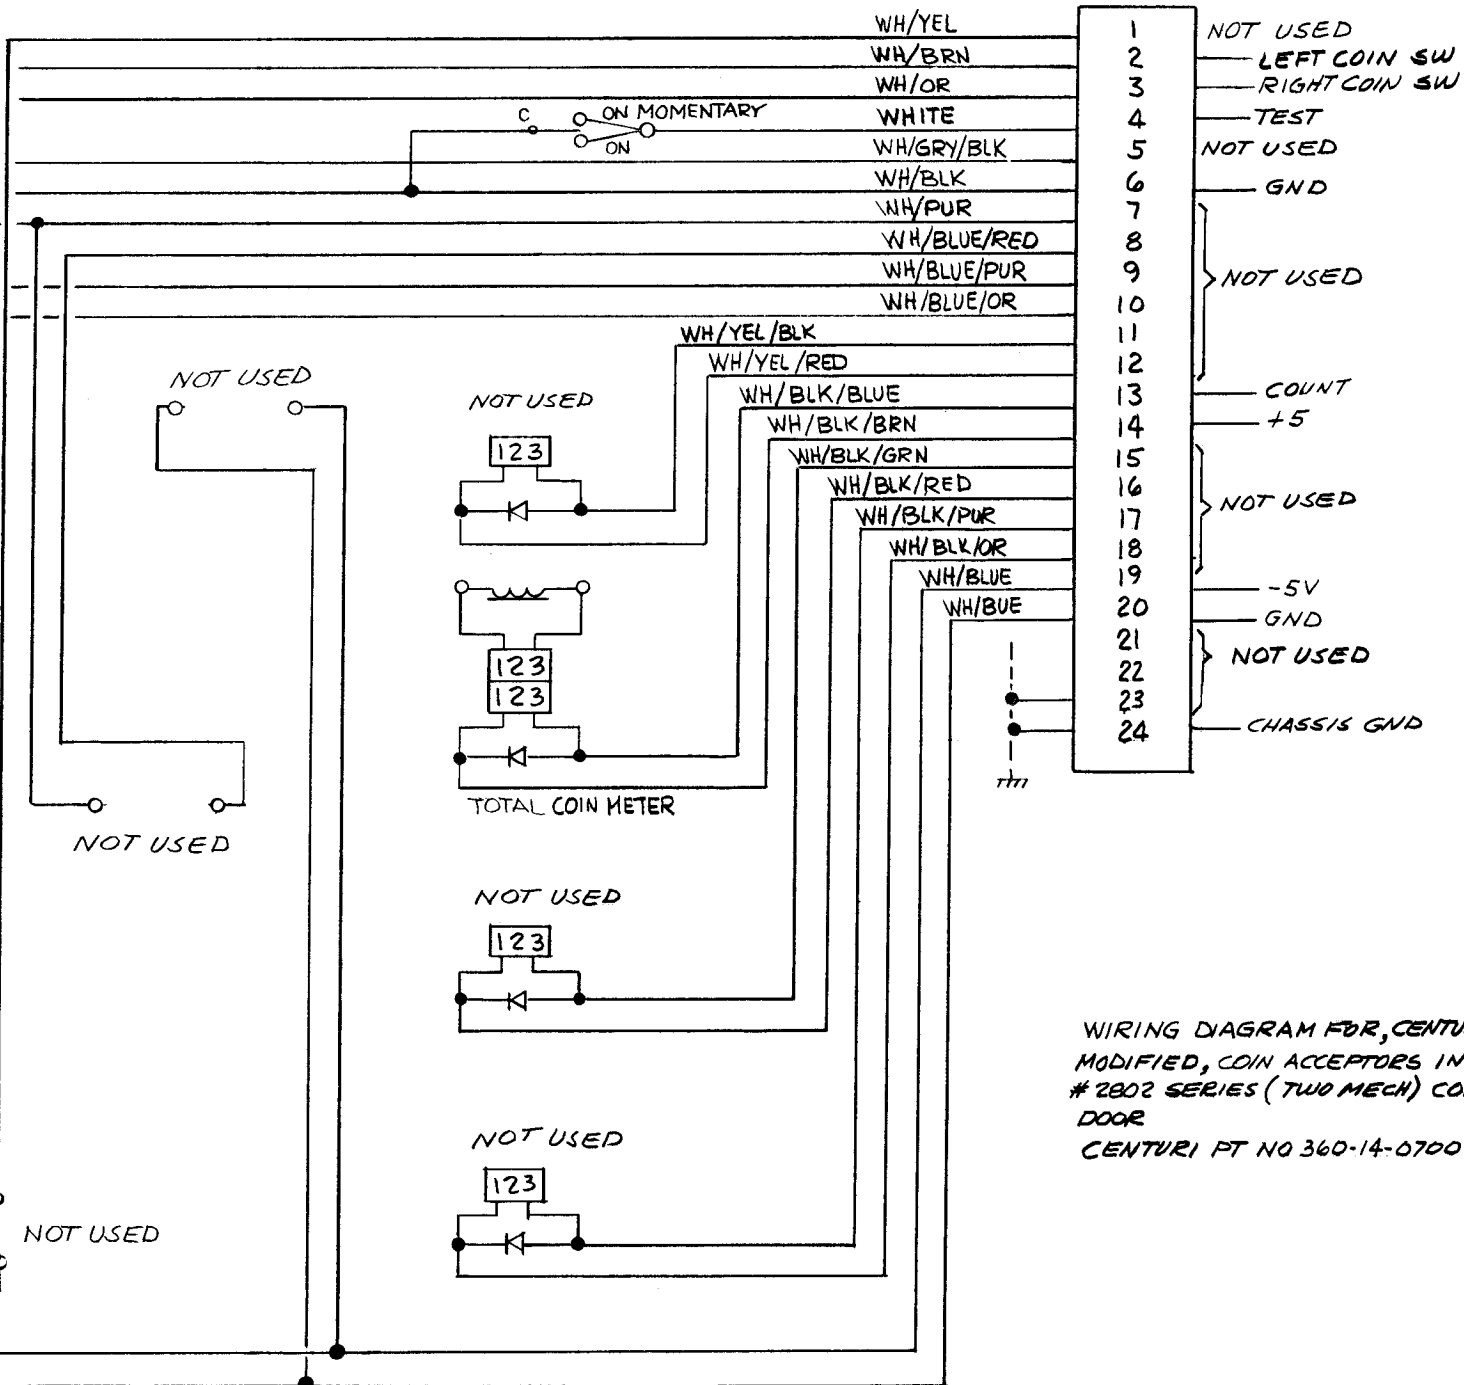 WH/YEL 1 NOT USED
WH/BRN 2 LEFT COIN SW
WH/OR 3 RIGHT COIN SW
C ON MOMENTARY WHITE 4 TEST
ON
WH/GRY/BLK 5 NOT USED
WH/BLK 6 GND
WH/PUR 7
WH/BLUE/RED 8
WH/BLUE/PUR 9 NOT USED
WH/BLUE/OR 10
WH/YEL/BLK 11
WH/YEL/RED 12
WH/BLK/BLUE 13 COUNT
WH/BLK/BRN 14 +5
WH/BLK/GRN 15
WH/BLK/RED 16 NOT USED
WH/BLK/PUR 17
WH/BLK/OR 18
WH/BLUE 19 -5V
WH/BUE 20 GND
21
22 NOT USED
23
24 CHASSIS GND
NOT USED
NOT USED
123
123
123
TOTAL COIN METER
NOT USED
NOT USED
123
NOT USED
123
NOT USED
WIRING DIAGRAM FOR, CENTU
MODIFIED, COIN ACCEPTORS IN
# 2802 SERIES (TWO MECH) CO
DOOR
CENTURI PT NO 360-14-0700